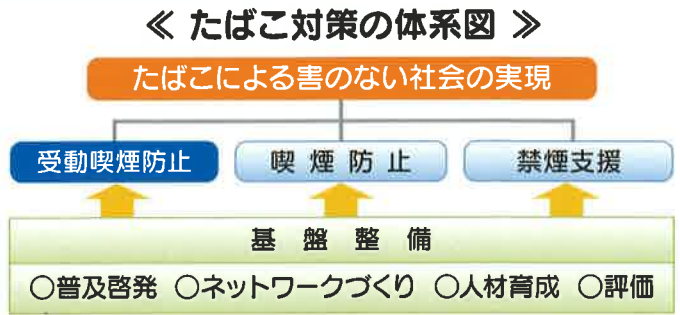 ≪ たばこ対策の体系図 ≫
たばこによる害のない社会の実現
受動喫煙防止 喫煙防止 禁煙支援
基盤整備
○普及啓発 ○ネットワークづくり ○人材育成 ○評価